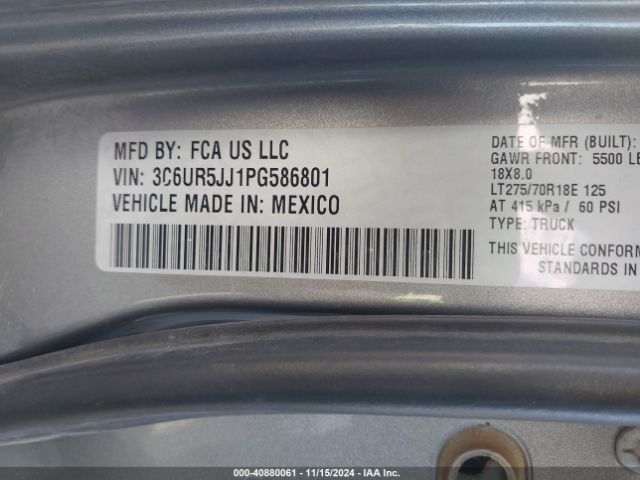 MFD BY: FCA US LLC
VIN: 3C6UR5JJ1PG586801
VEHICLE MADE IN: MEXICO
DATE OF MFR (BUILT):
GAWR FRONT: 5500 LB
18X8.0
LT275/70R18E 125
AT 415 kPa / 60 PSI
TYPE: TRUCK
THIS VEHICLE CONFORM
STANDARDS IN
000-40880061 - 11/15/2024 - IAA Inc.